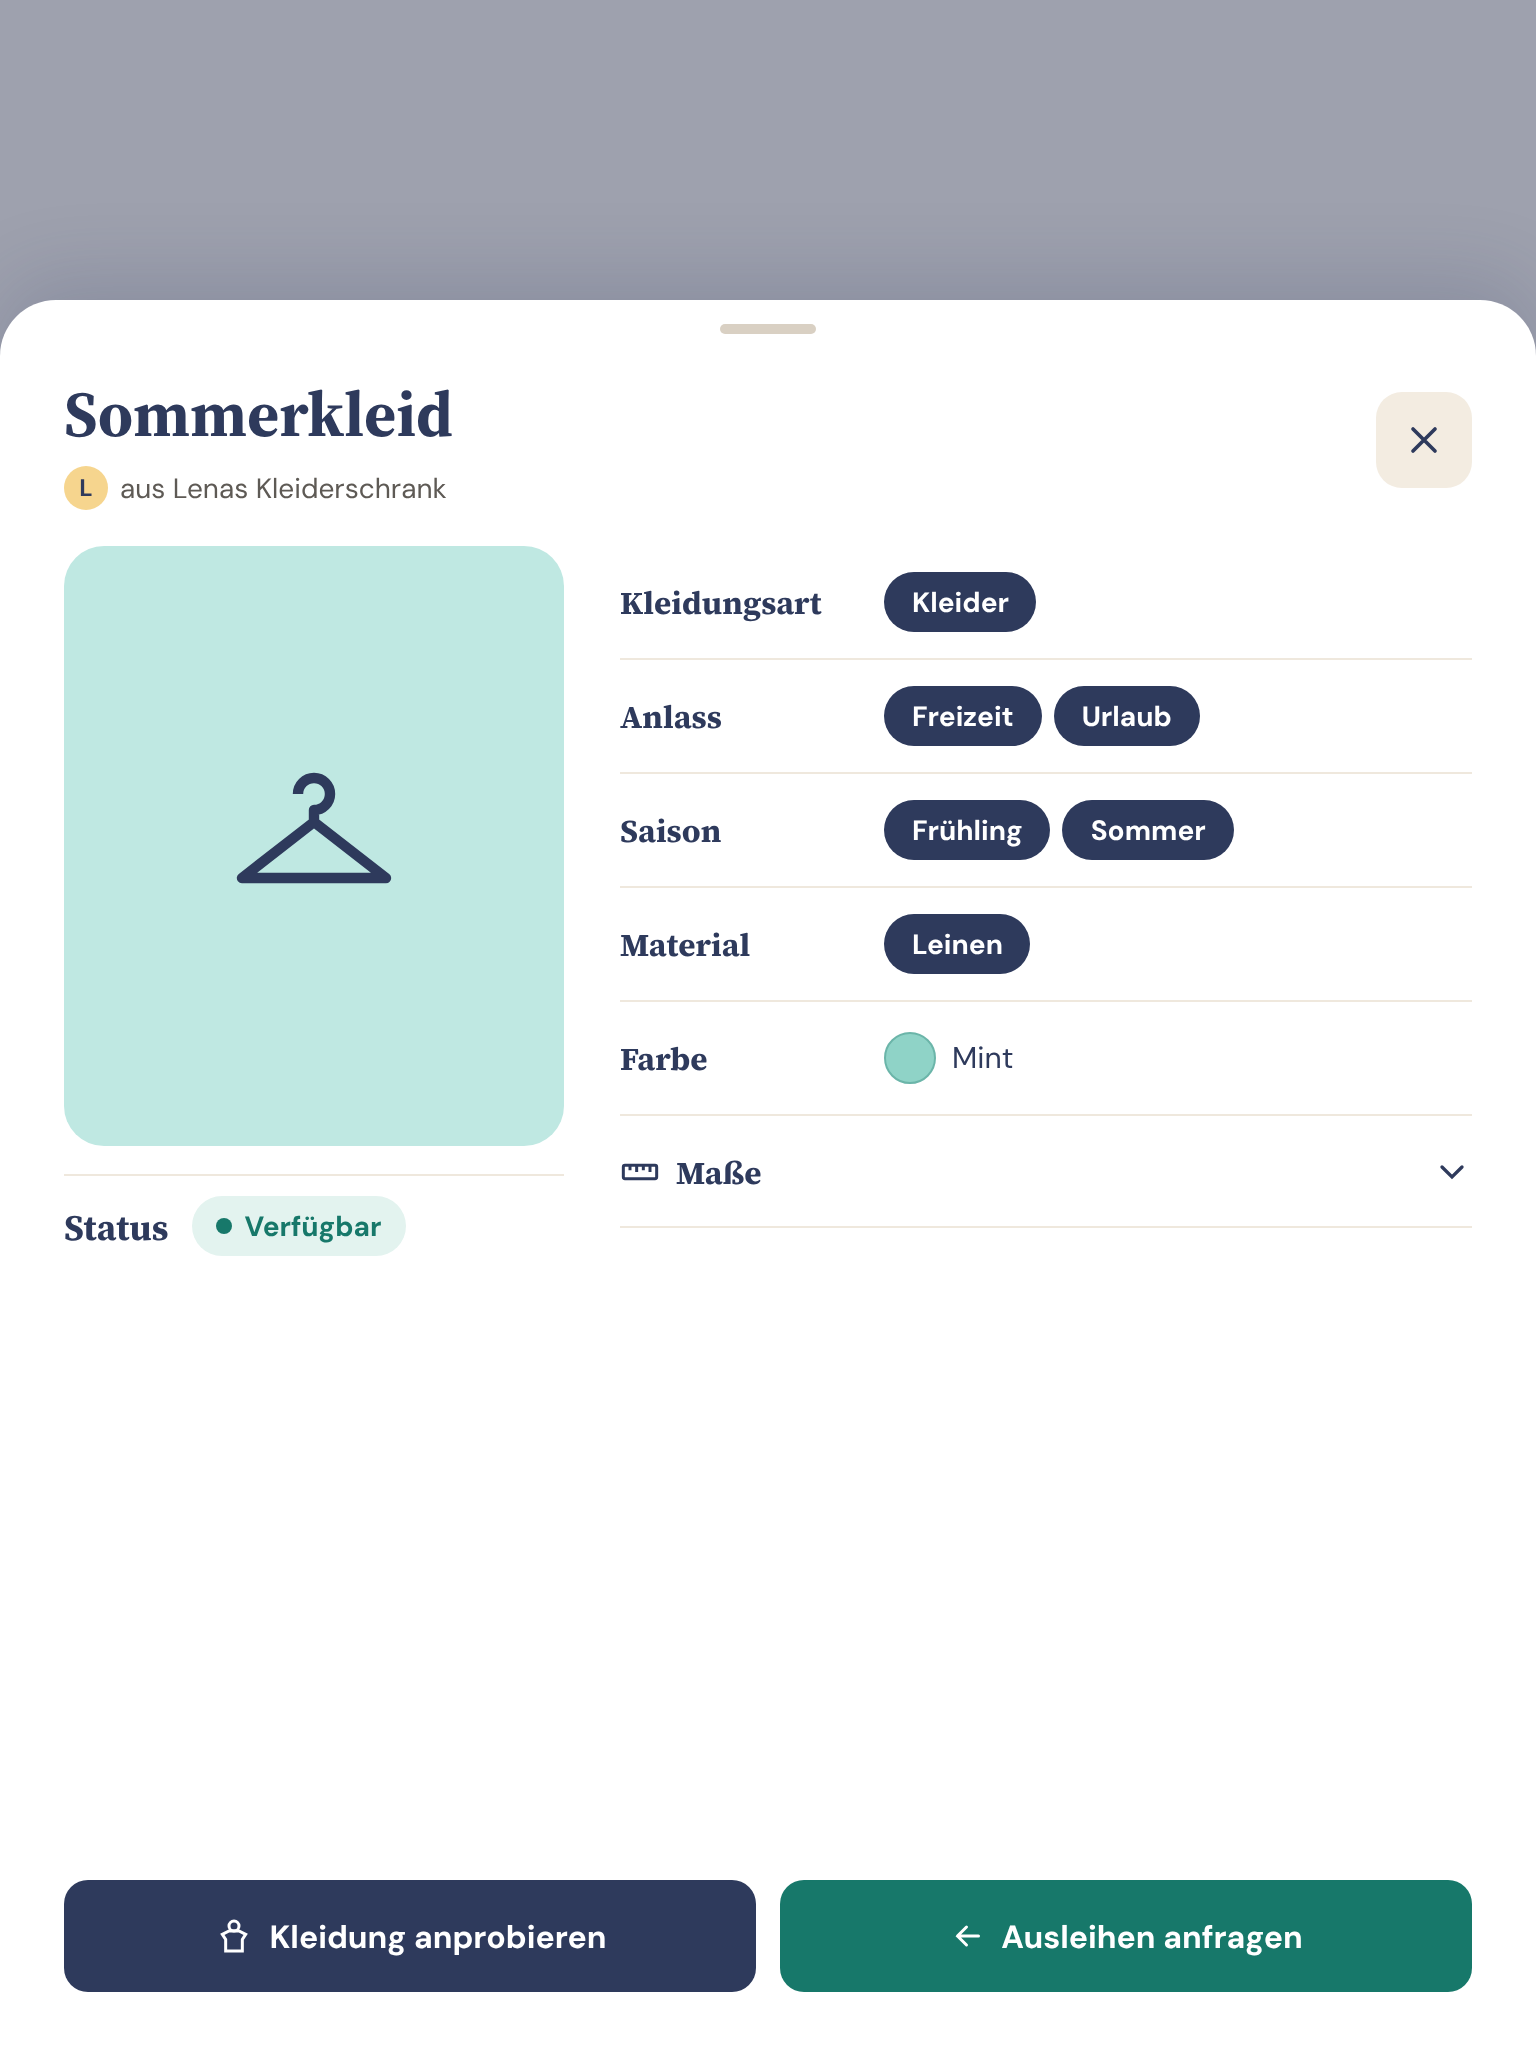 Sommerkleid
L aus Lenas Kleiderschrank
Kleidungsart Kleider
Anlass Freizeit Urlaub
Saison Frühling Sommer
Material Leinen
Farbe Mint
Maße
Status Verfügbar
Kleidung anprobieren
Ausleihen anfragen